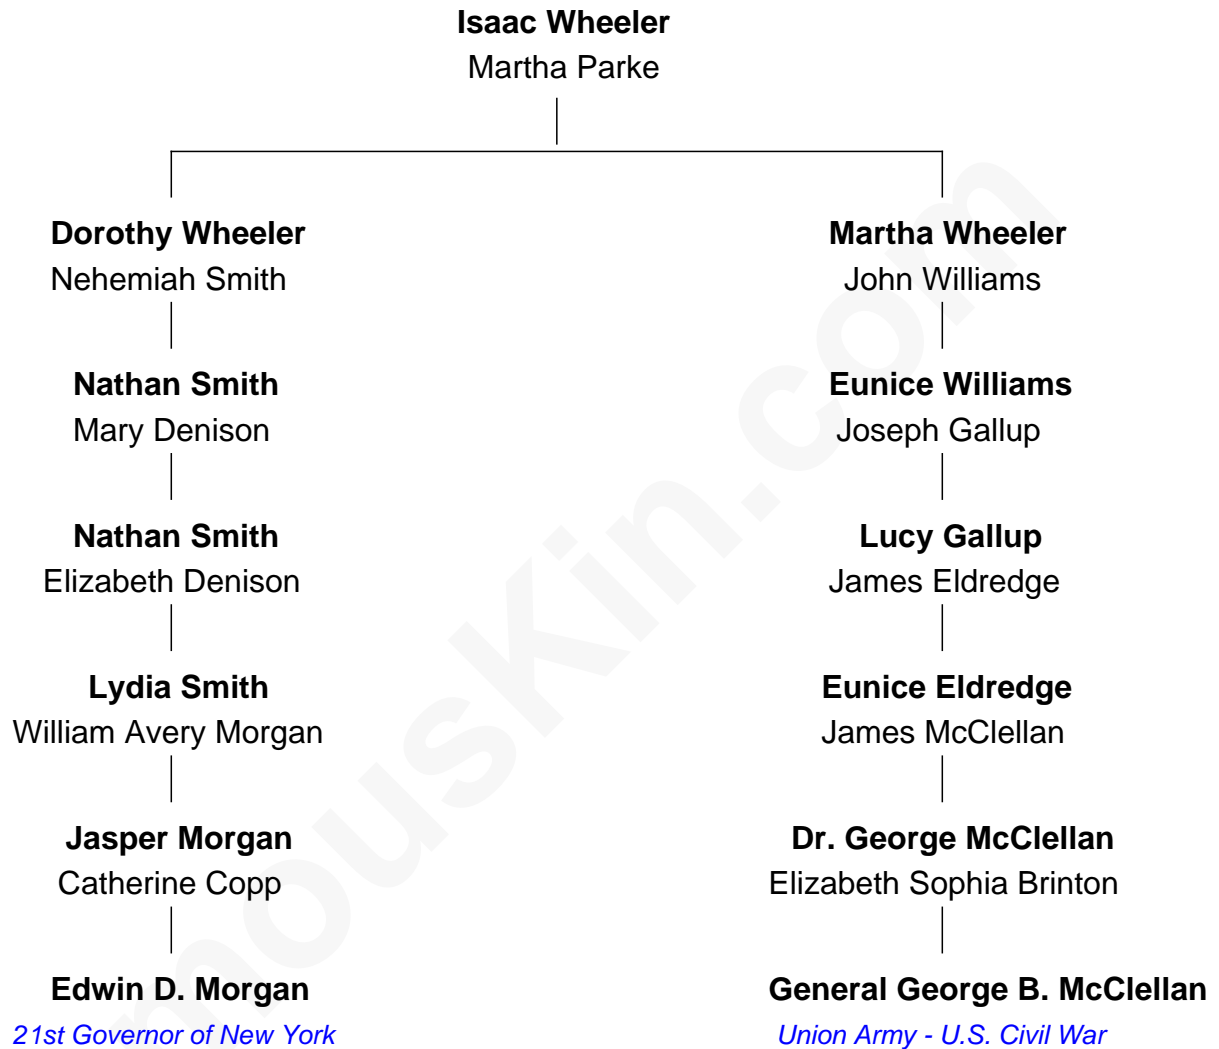 Isaac Wheeler
Martha Parke
Dorothy Wheeler
Nehemiah Smith
Martha Wheeler
John Williams
Nathan Smith
Mary Denison
Eunice Williams
Joseph Gallup
Nathan Smith
Elizabeth Denison
Lucy Gallup
James Eldredge
Lydia Smith
William Avery Morgan
Eunice Eldredge
James McClellan
Jasper Morgan
Catherine Copp
Dr. George McClellan
Elizabeth Sophia Brinton
Edwin D. Morgan
21st Governor of New York
General George B. McClellan
Union Army - U.S. Civil War
mousKin.com